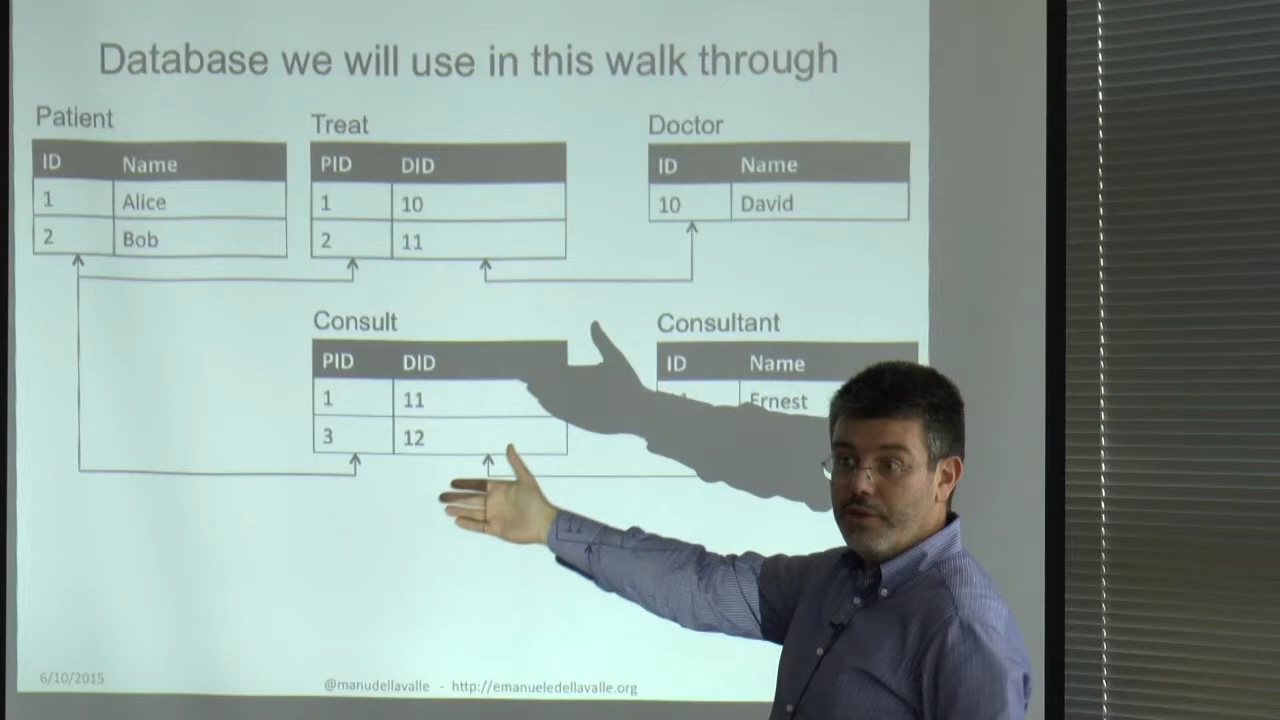 Database we will use in this walk through
Patient
ID Name
1 Alice
2 Bob
Treat
PID DID
1 10
2 11
Doctor
ID Name
10 David
Consult
PID DID
1 11
3 12
Consultant
ID Name
Ernest
6/10/2015
@manudellavalle - http://emanueledellavalle.org